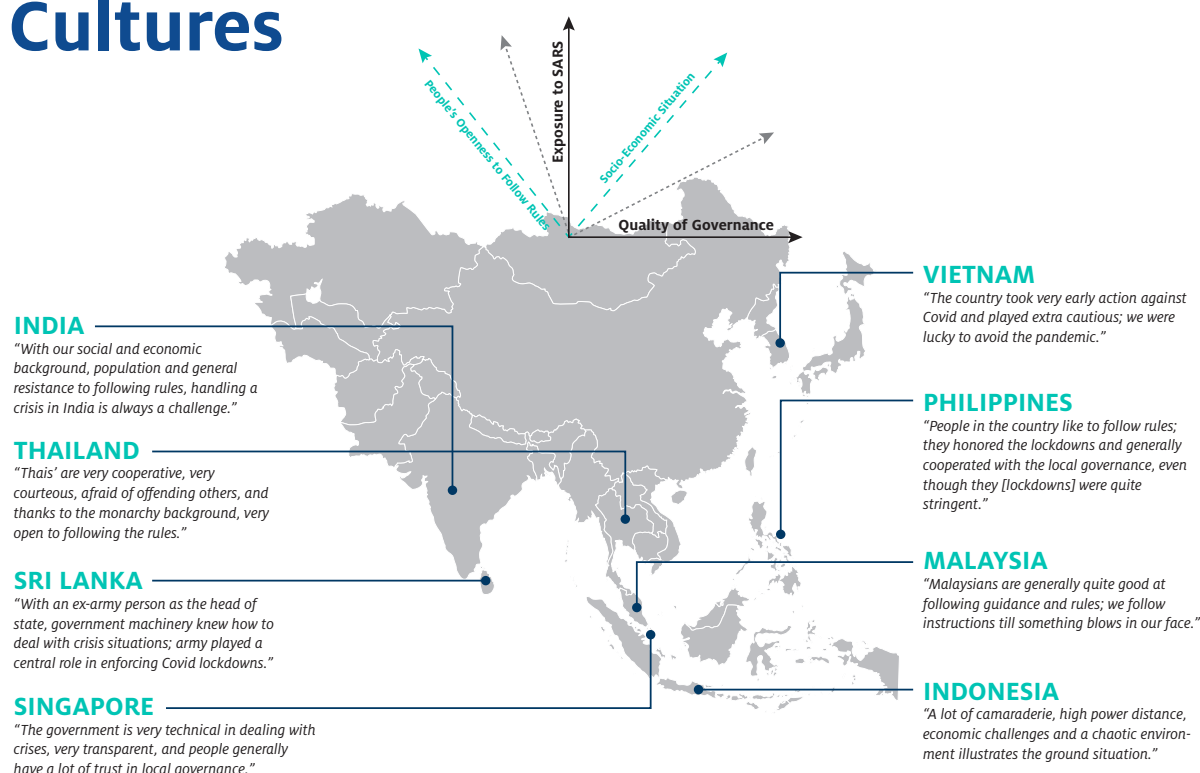 Cultures
People's Openness to Follow Rules
Exposure to SARS
Socio-Economic Situation
Quality of Governance
INDIA
“With our social and economic
background, population and general
resistance to following rules, handling a
crisis in India is always a challenge.”
THAILAND
“Thais’ are very cooperative, very
courteous, afraid of offending others, and
thanks to the monarchy background, very
open to following the rules.”
SRI LANKA
“With an ex-army person as the head of
state, government machinery knew how to
deal with crisis situations; army played a
central role in enforcing Covid lockdowns.”
SINGAPORE
“The government is very technical in dealing with
crises, very transparent, and people generally
have a lot of trust in local governance.”
VIETNAM
“The country took very early action against
Covid and played extra cautious; we were
lucky to avoid the pandemic.”
PHILIPPINES
“People in the country like to follow rules;
they honored the lockdowns and generally
cooperated with the local governance, even
though they [lockdowns] were quite
stringent.”
MALAYSIA
“Malaysians are generally quite good at
following guidance and rules; we follow
instructions till something blows in our face.”
INDONESIA
“A lot of camaraderie, high power distance,
economic challenges and a chaotic environ-
ment illustrates the ground situation.”